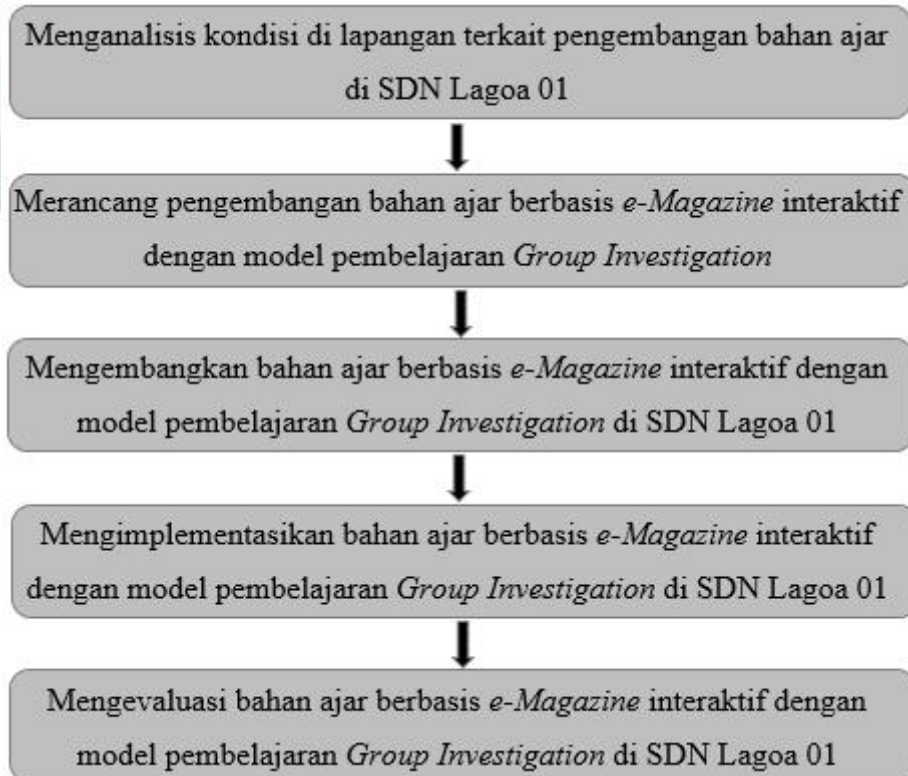 Menganalisis kondisi di lapangan terkait pengembangan bahan ajar
di SDN Lagoa 01
Merancang pengembangan bahan ajar berbasis e-Magazine interaktif
dengan model pembelajaran Group Investigation
Mengembangkan bahan ajar berbasis e-Magazine interaktif dengan
model pembelajaran Group Investigation di SDN Lagoa 01
Mengimplementasikan bahan ajar berbasis e-Magazine interaktif
dengan model pembelajaran Group Investigation di SDN Lagoa 01
Mengevaluasi bahan ajar berbasis e-Magazine interaktif dengan
model pembelajaran Group Investigation di SDN Lagoa 01